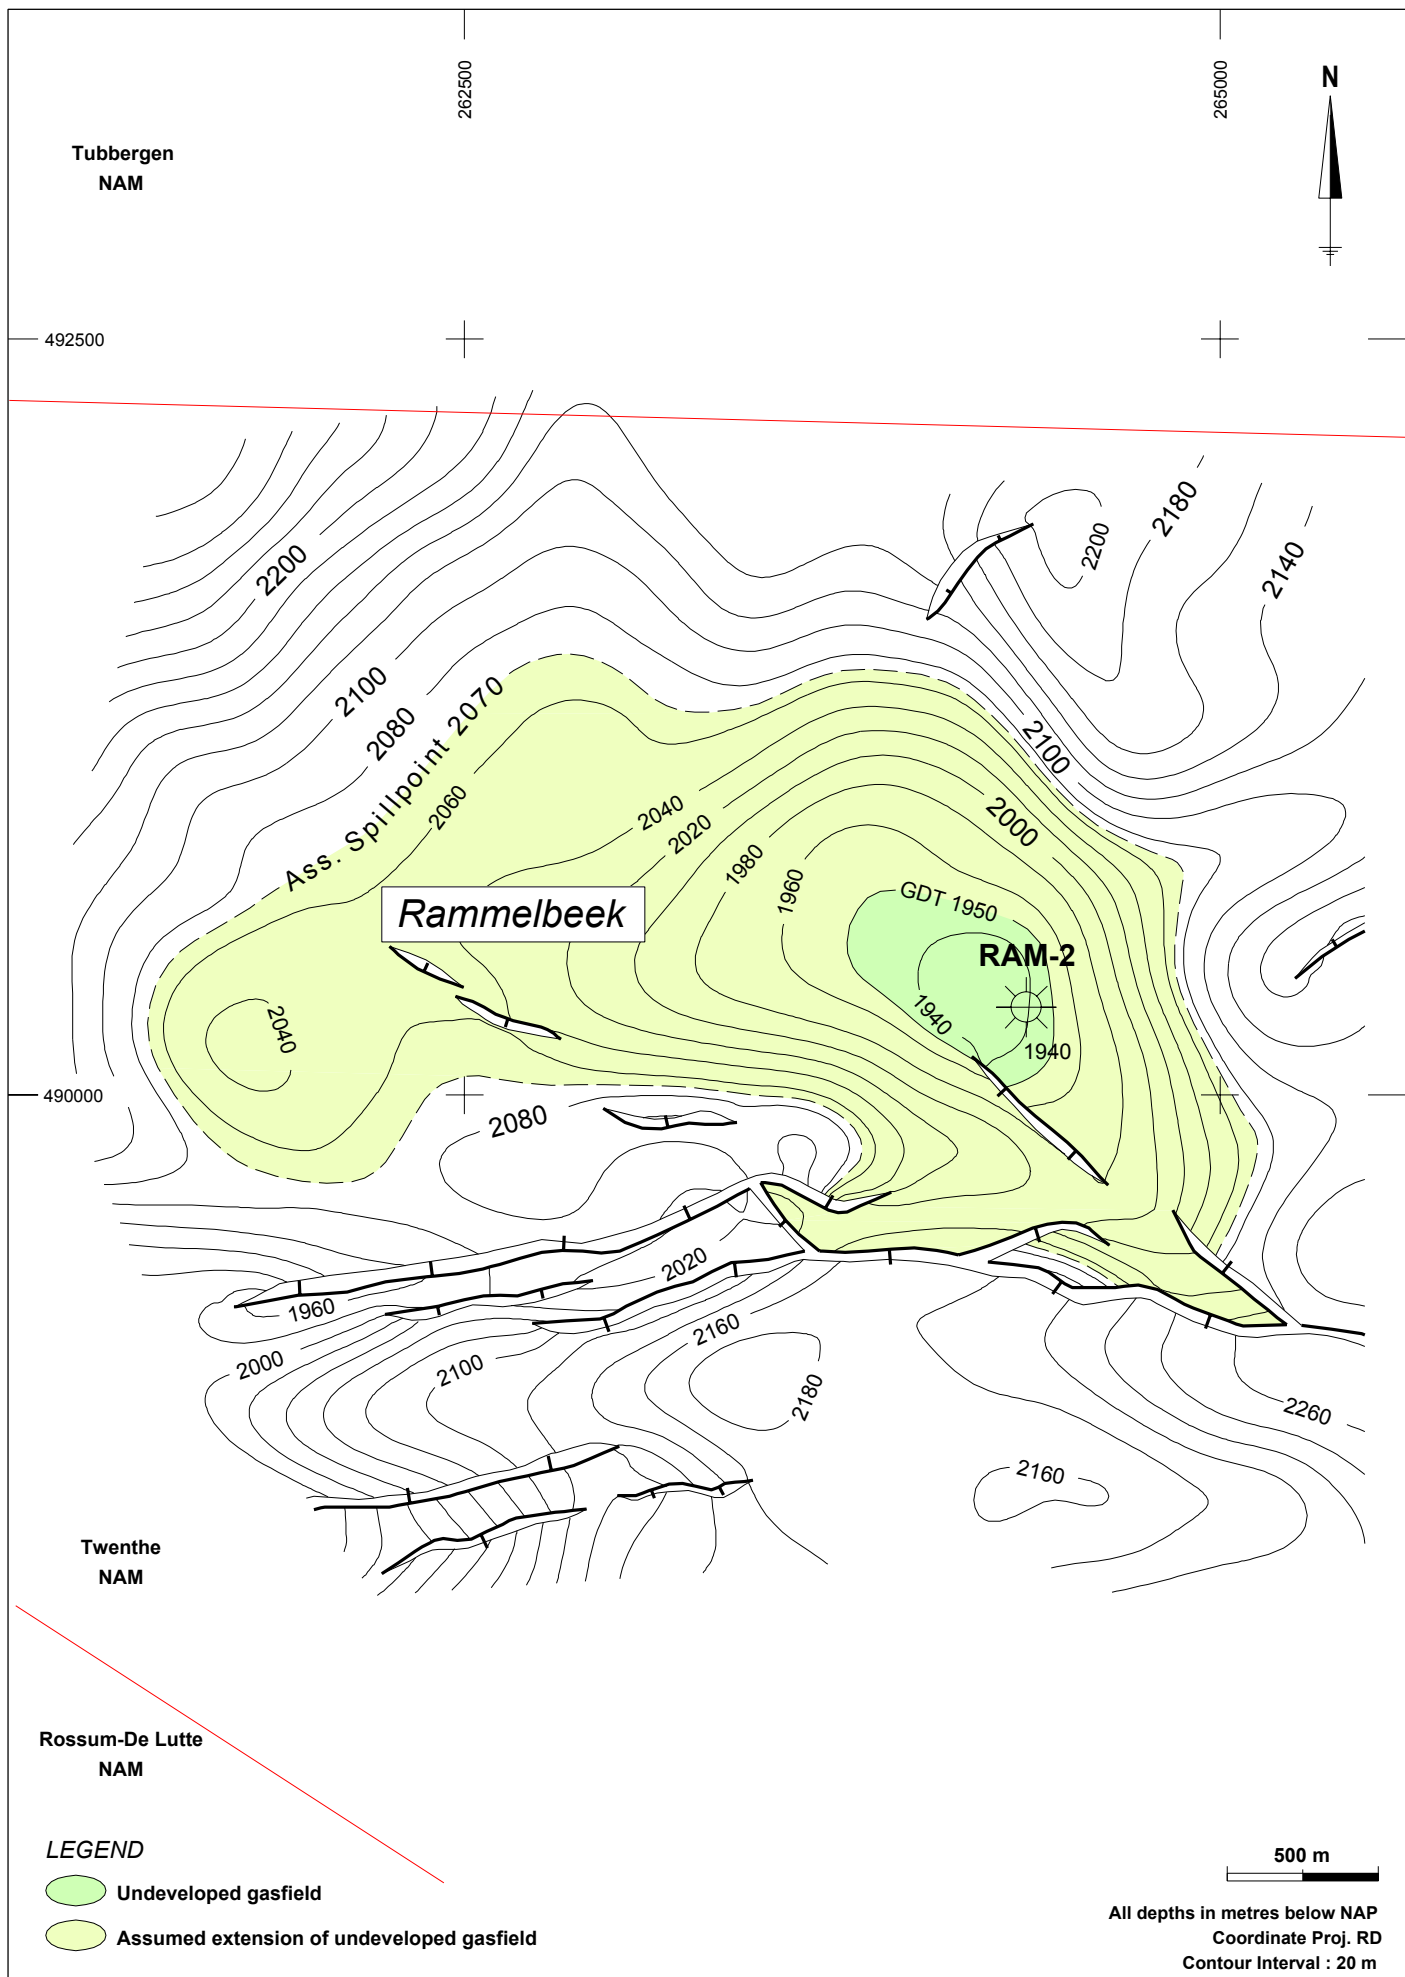 262500
265000
N
Tubbergen
NAM
492500
2200
2180
2200
2140
2100
2080
Ass. Spillpoint 2070
2100
2060
2040
2020
2000
1980
1960
GDT 1950
Rammelbeek
RAM-2
2040
1940
1940
490000
2080
2020
1960
2000
2100
2160
2180
2260
2160
Twenthe
NAM
Rossum-De Lutte
NAM
LEGEND
Undeveloped gasfield
Assumed extension of undeveloped gasfield
500 m
All depths in metres below NAP
Coordinate Proj. RD
Contour Interval : 20 m